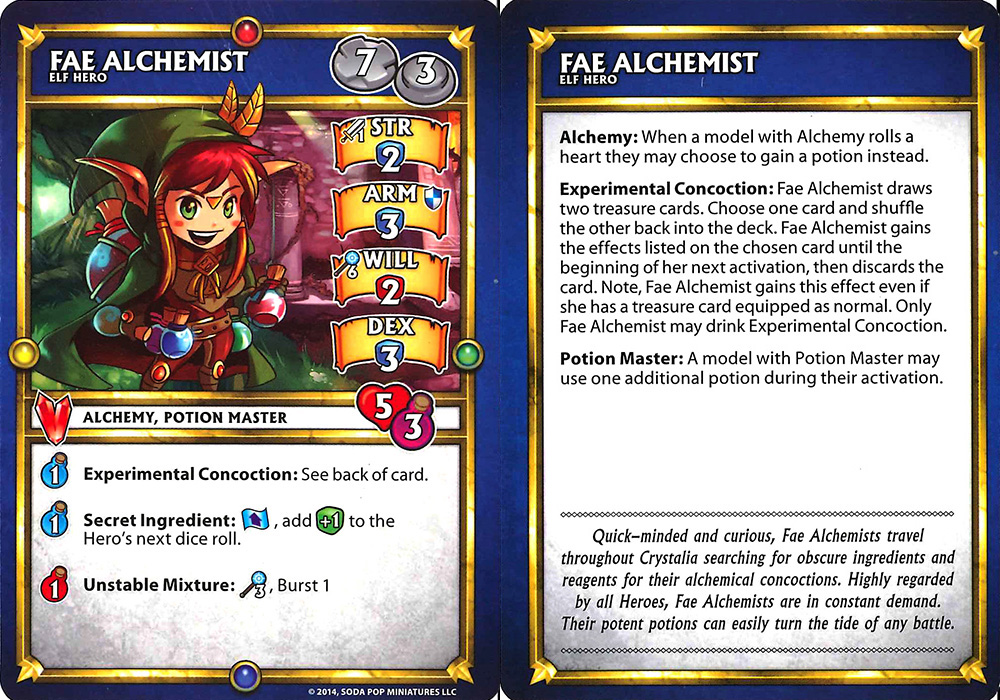 FAE ALCHEMIST
ELF HERO
7 3
STR
2
ARM
3
WILL
6
2
DEX
3
ALCHEMY, POTION MASTER
5
3
1 Experimental Concoction: See back of card.
1 Secret Ingredient: , add +1 to the
Hero's next dice roll.
1 Unstable Mixture: 3, Burst 1
© 2014, SODA POP MINIATURES LLC
FAE ALCHEMIST
ELF HERO
Alchemy: When a model with Alchemy rolls a
heart they may choose to gain a potion instead.
Experimental Concoction: Fae Alchemist draws
two treasure cards. Choose one card and shuffle
the other back into the deck. Fae Alchemist gains
the effects listed on the chosen card until the
beginning of her next activation, then discards the
card. Note, Fae Alchemist gains this effect even if
she has a treasure card equipped as normal. Only
Fae Alchemist may drink Experimental Concoction.
Potion Master: A model with Potion Master may
use one additional potion during their activation.
Quick–minded and curious, Fae Alchemists travel
throughout Crystalia searching for obscure ingredients and
reagents for their alchemical concoctions. Highly regarded
by all Heroes, Fae Alchemists are in constant demand.
Their potent potions can easily turn the tide of any battle.